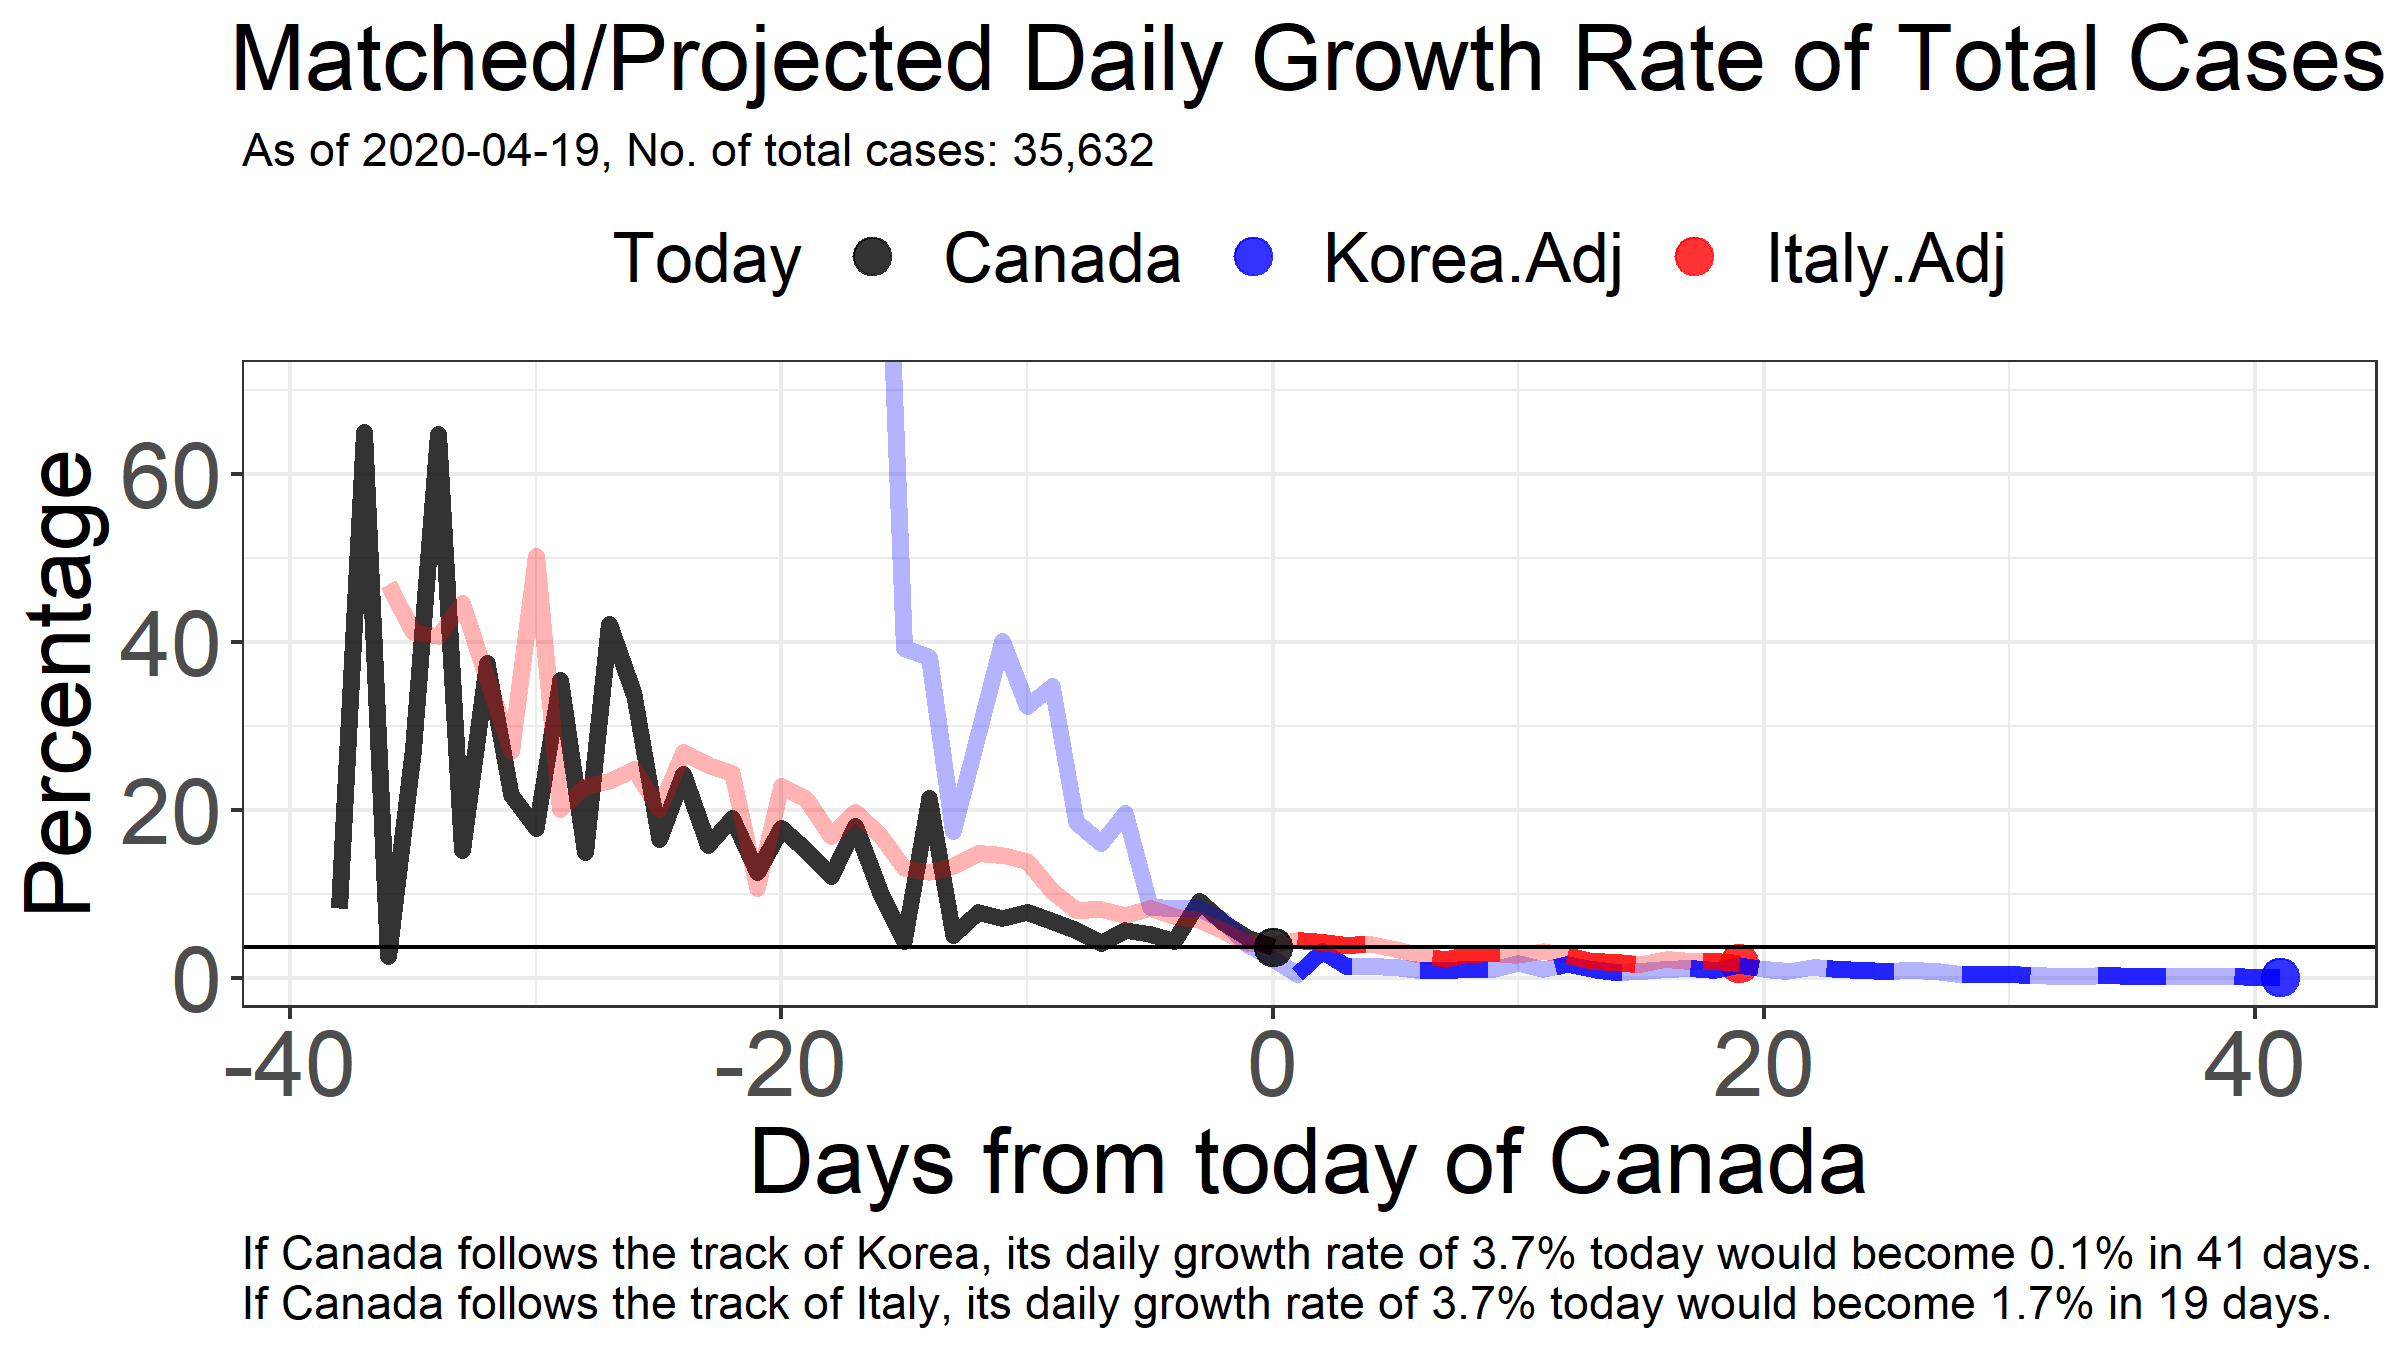 Matched/Projected Daily Growth Rate of Total Cases
As of 2020-04-19, No. of total cases: 35,632
Today Canada Korea.Adj Italy.Adj
Percentage
60
40
20
0
-40 -20 0 20 40
Days from today of Canada
If Canada follows the track of Korea, its daily growth rate of 3.7% today would become 0.1% in 41 days.
If Canada follows the track of Italy, its daily growth rate of 3.7% today would become 1.7% in 19 days.